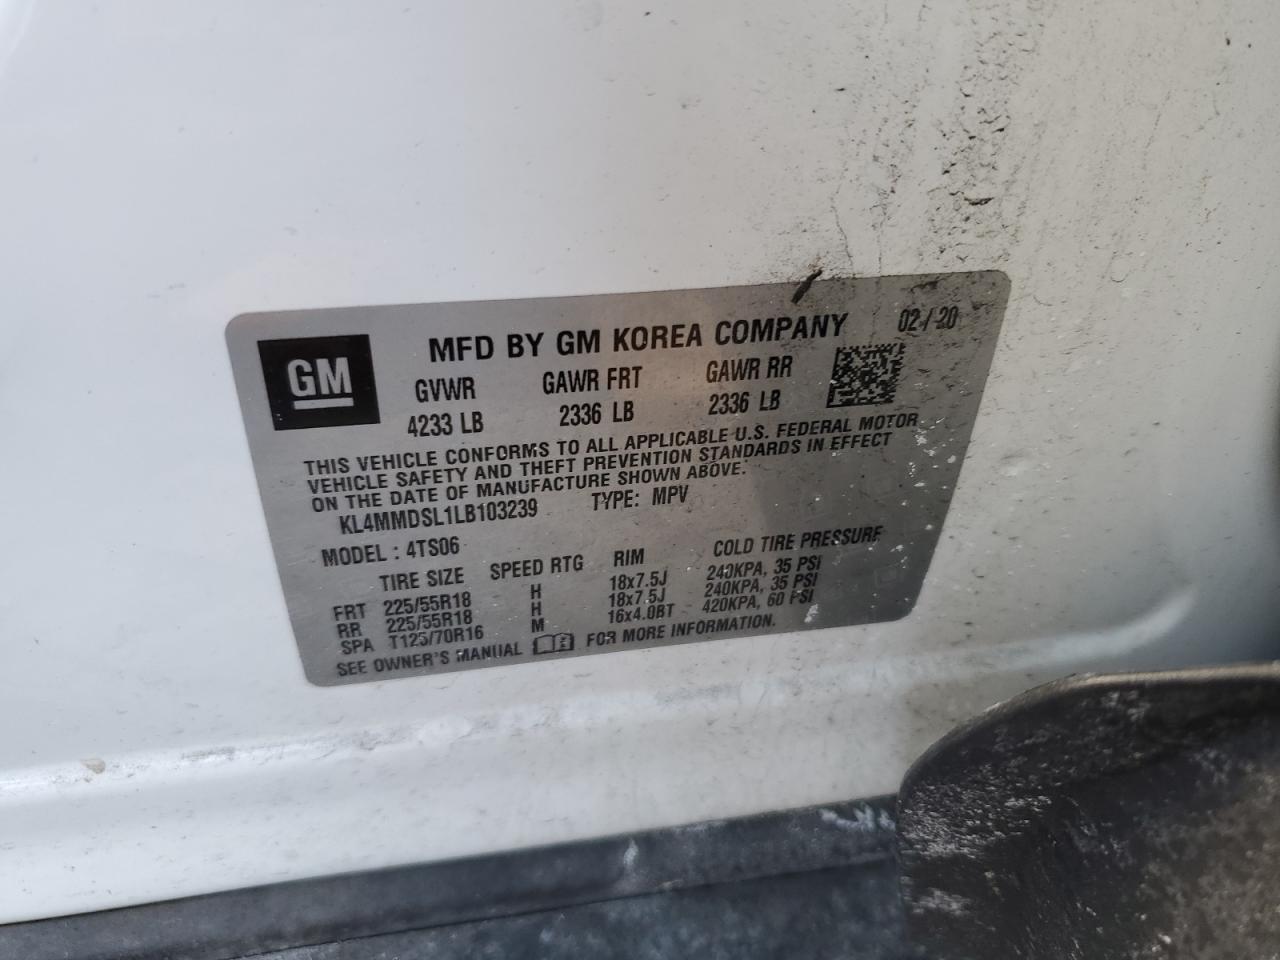 GM
MFD BY GM KOREA COMPANY 02/20
GVWR GAWR FRT GAWR RR
4233 LB 2336 LB 2336 LB
THIS VEHICLE CONFORMS TO ALL APPLICABLE U.S. FEDERAL MOTOR
VEHICLE SAFETY AND THEFT PREVENTION STANDARDS IN EFFECT
ON THE DATE OF MANUFACTURE SHOWN ABOVE.
KL4MMDSL1LB103239 TYPE: MPV
MODEL : 4TS06
TIRE SIZE SPEED RTG RIM COLD TIRE PRESSURE
FRT 225/55R18 H 18x7.5J 240KPA, 35 PSI
RR 225/55R18 H 18x7.5J 240KPA, 35 PSI
SPA T125/70R16 M 16x4.0BT 420KPA, 60 PSI
SEE OWNER'S MANUAL FOR MORE INFORMATION.